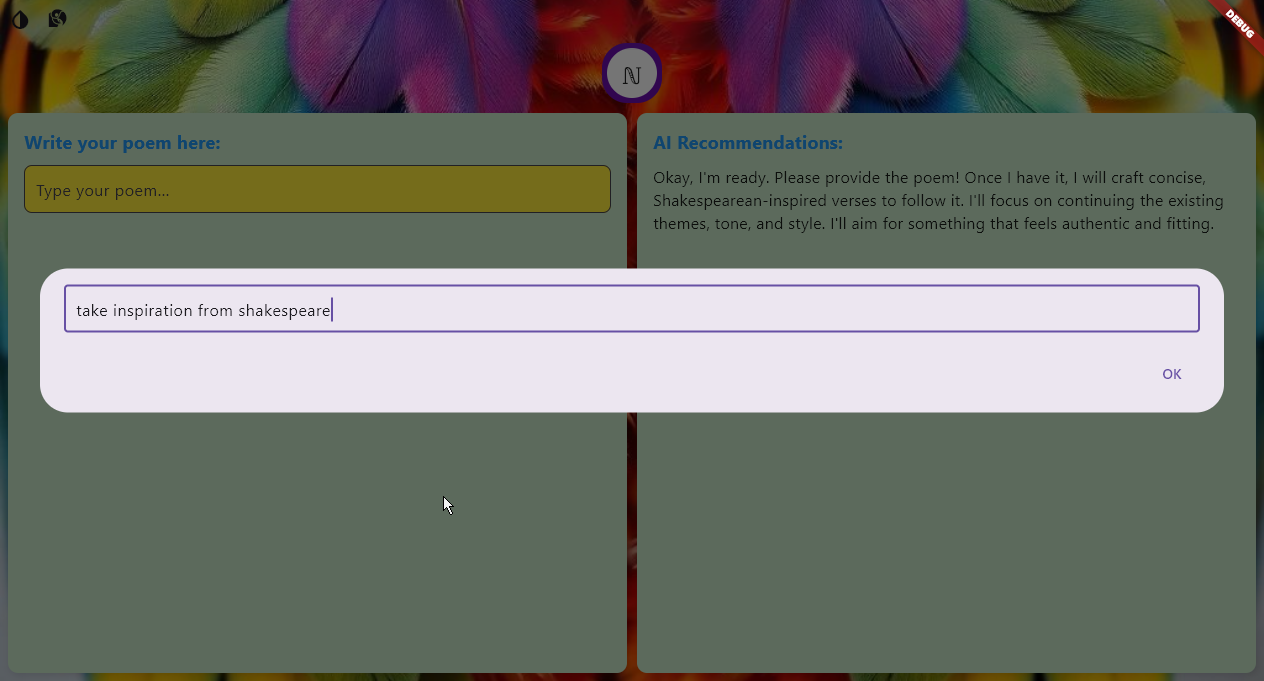 DEBUG
ℕ
Write your poem here:
Type your poem...
AI Recommendations:
Okay, I'm ready. Please provide the poem! Once I have it, I will craft concise,
Shakespearean-inspired verses to follow it. I'll focus on continuing the existing
themes, tone, and style. I'll aim for something that feels authentic and fitting.
take inspiration from shakespeare
OK